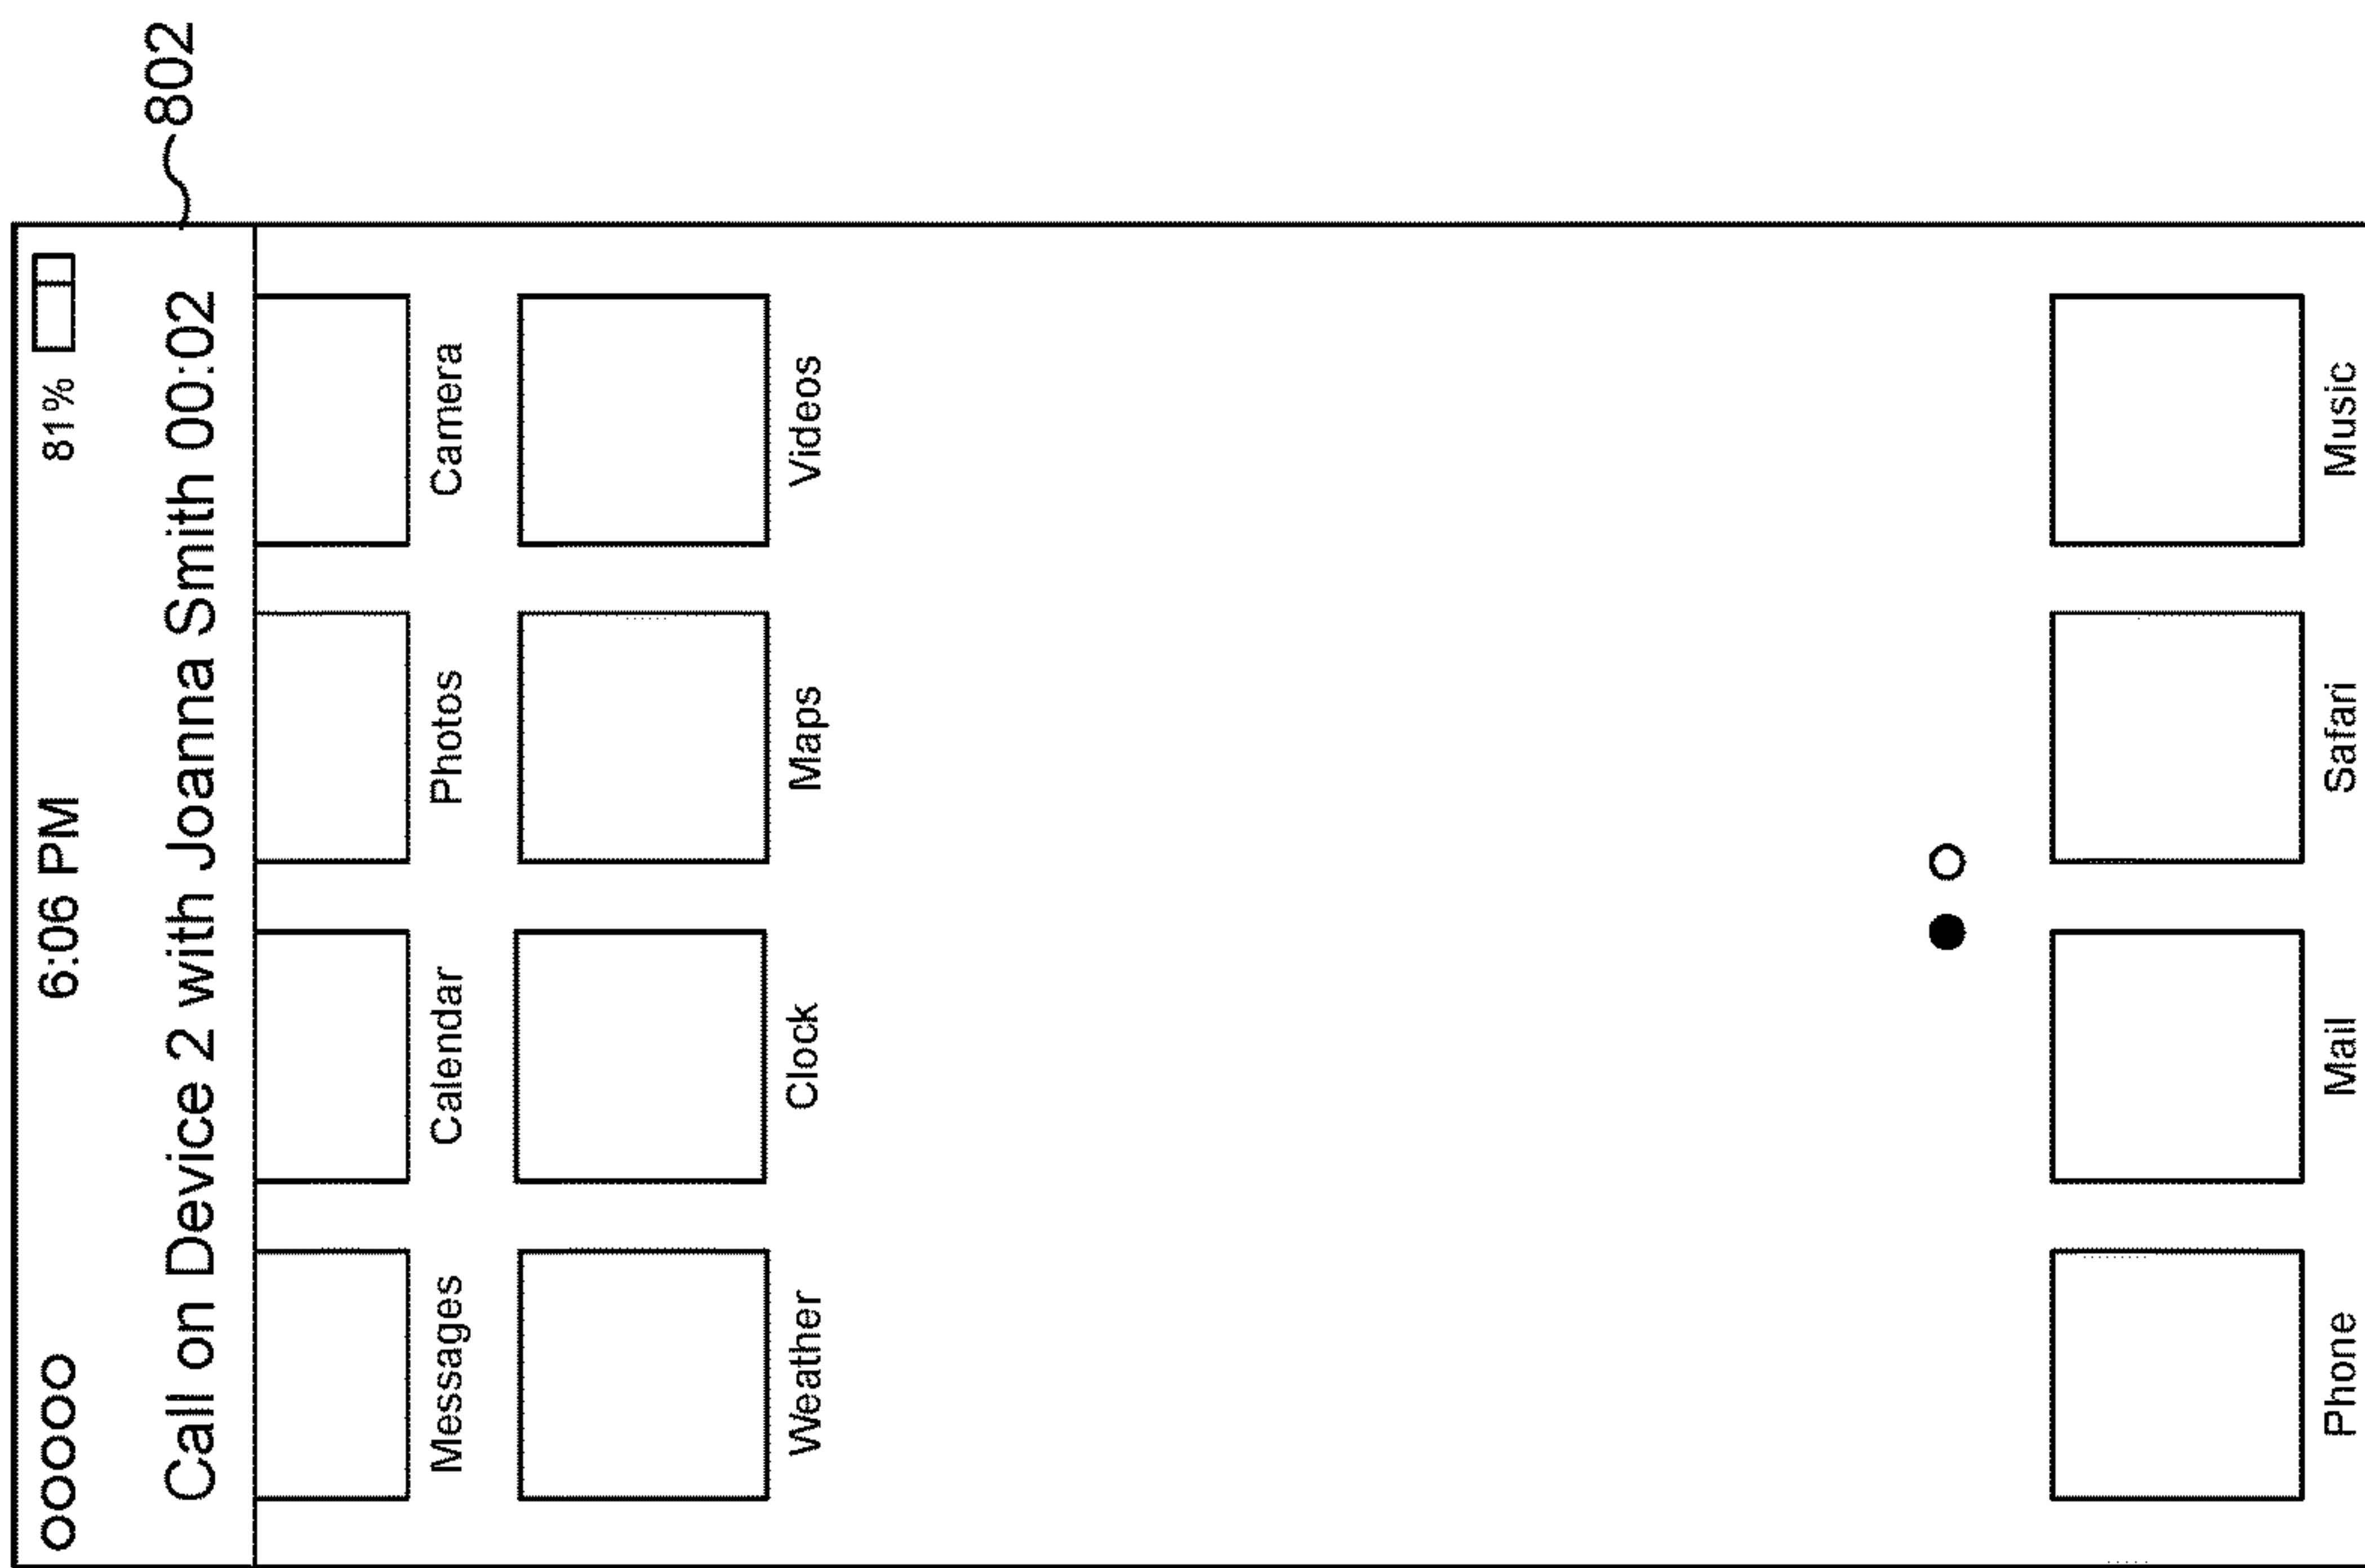 6:06 PM 81%
802
Call on Device 2 with Joanna Smith 00:02
Messages Calendar Photos Camera
Weather Clock Maps Videos
Phone Mail Safari Music